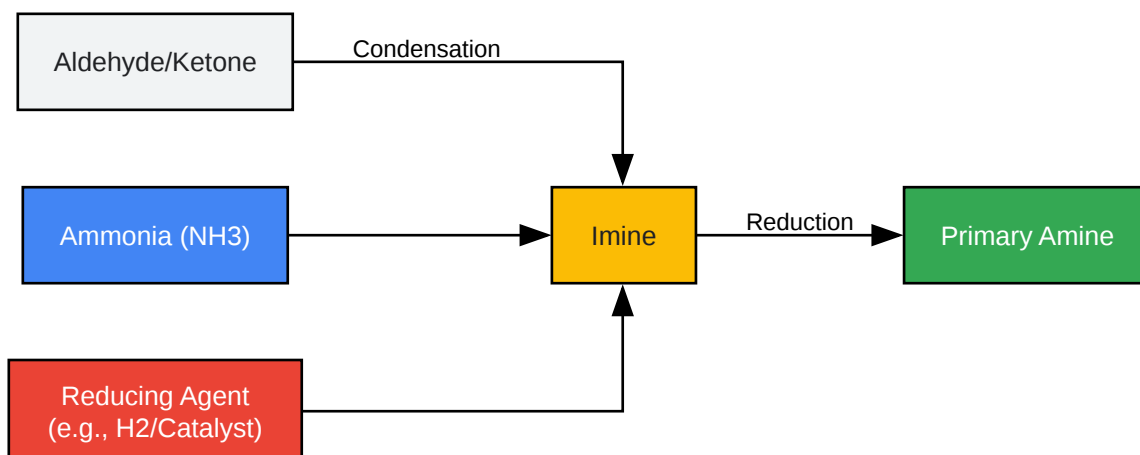 Aldehyde/Ketone
Condensation
Ammonia (NH3)
Imine
Reduction
Primary Amine
Reducing Agent
(e.g., H2/Catalyst)